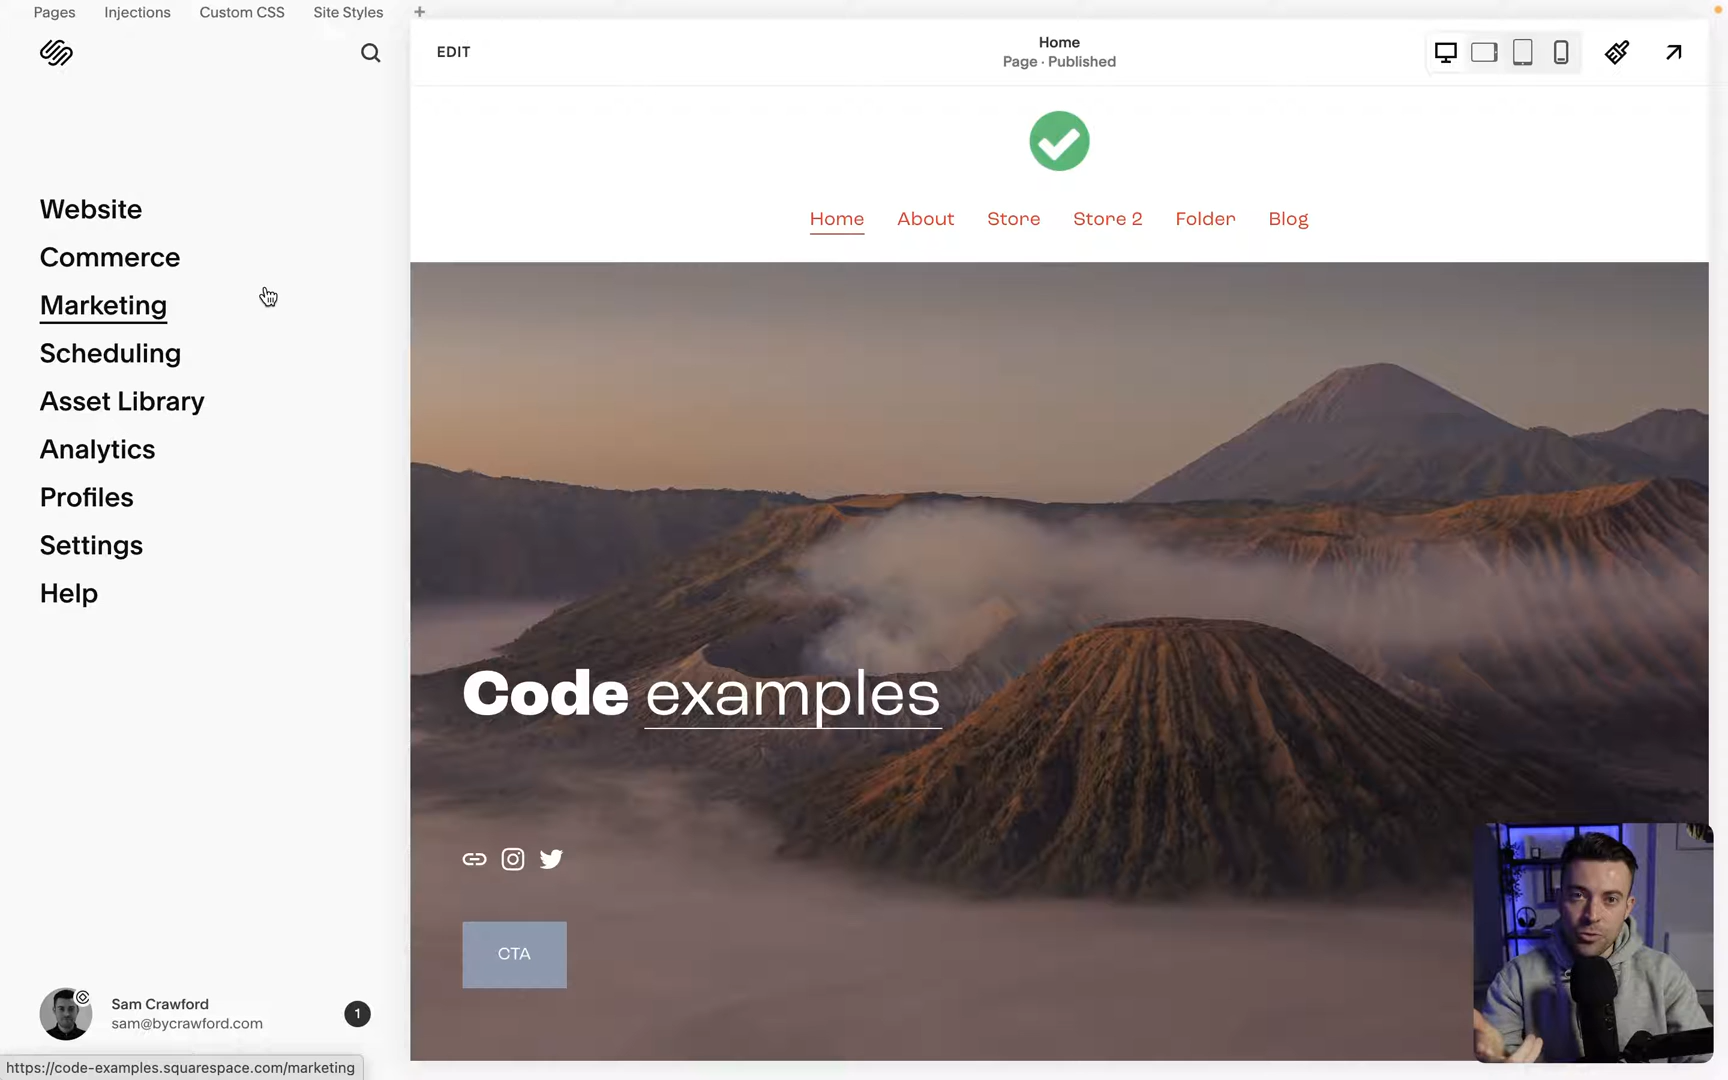 Pages Injections Custom CSS Site Styles +
EDIT
Home
Page · Published
Website
Commerce
Marketing
Scheduling
Asset Library
Analytics
Profiles
Settings
Help
Home About Store Store 2 Folder Blog
Code examples
CTA
Sam Crawford
sam@bycrawford.com
1
https://code-examples.squarespace.com/marketing